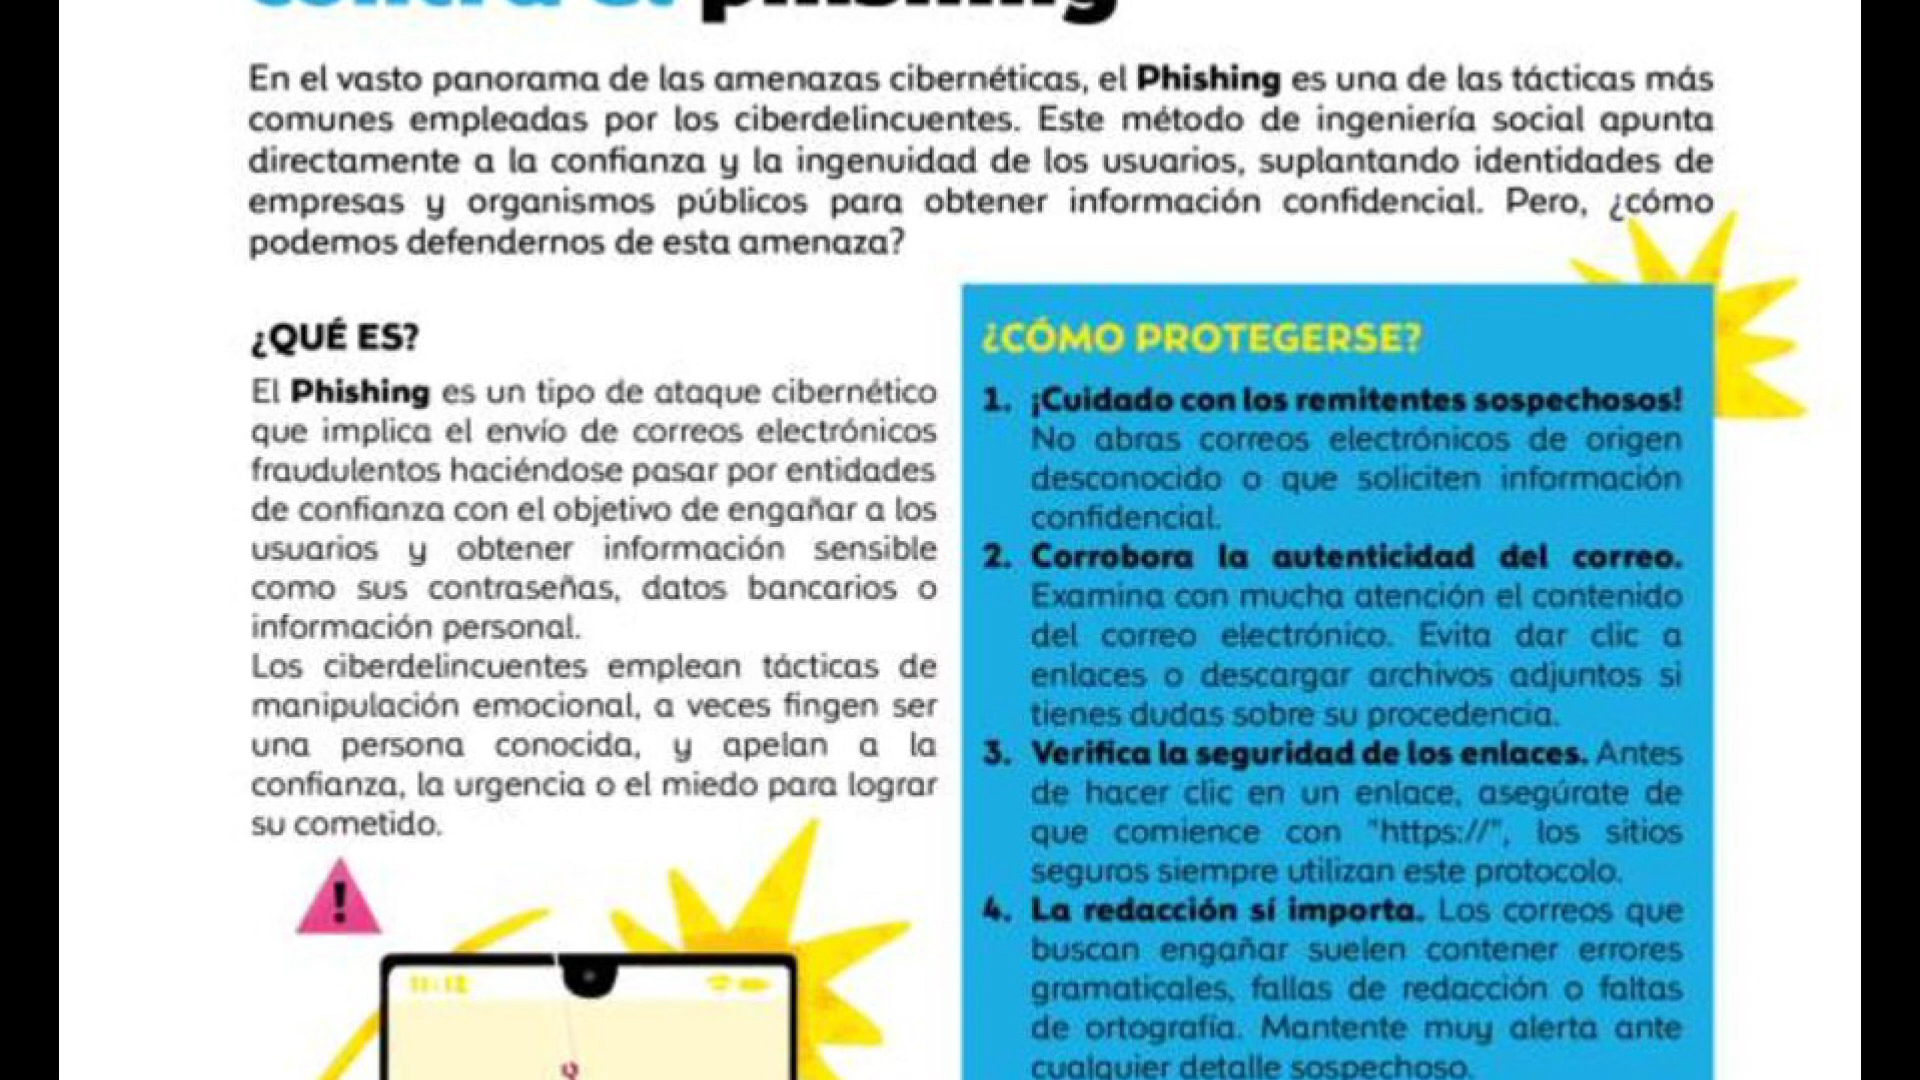 contra el phishing
En el vasto panorama de las amenazas cibernéticas, el Phishing es una de las tácticas más
comunes empleadas por los ciberdelincuentes. Este método de ingeniería social apunta
directamente a la confianza y la ingenuidad de los usuarios, suplantando identidades de
empresas y organismos públicos para obtener información confidencial. Pero, ¿cómo
podemos defendernos de esta amenaza?
¿QUÉ ES?
El Phishing es un tipo de ataque cibernético
que implica el envío de correos electrónicos
fraudulentos haciéndose pasar por entidades
de confianza con el objetivo de engañar a los
usuarios y obtener información sensible
como sus contraseñas, datos bancarios o
información personal.
Los ciberdelincuentes emplean tácticas de
manipulación emocional, a veces fingen ser
una persona conocida, y apelan a la
confianza, la urgencia o el miedo para lograr
su cometido.
!
11:12
¿CÓMO PROTEGERSE?
1. ¡Cuidado con los remitentes sospechosos!
No abras correos electrónicos de origen
desconocido o que soliciten información
confidencial.
2. Corrobora la autenticidad del correo.
Examina con mucha atención el contenido
del correo electrónico. Evita dar clic a
enlaces o descargar archivos adjuntos si
tienes dudas sobre su procedencia.
3. Verifica la seguridad de los enlaces. Antes
de hacer clic en un enlace, asegúrate de
que comience con "https://", los sitios
seguros siempre utilizan este protocolo.
4. La redacción sí importa. Los correos que
buscan engañar suelen contener errores
gramaticales, fallas de redacción o faltas
de ortografía. Mantente muy alerta ante
cualquier detalle sospechoso.